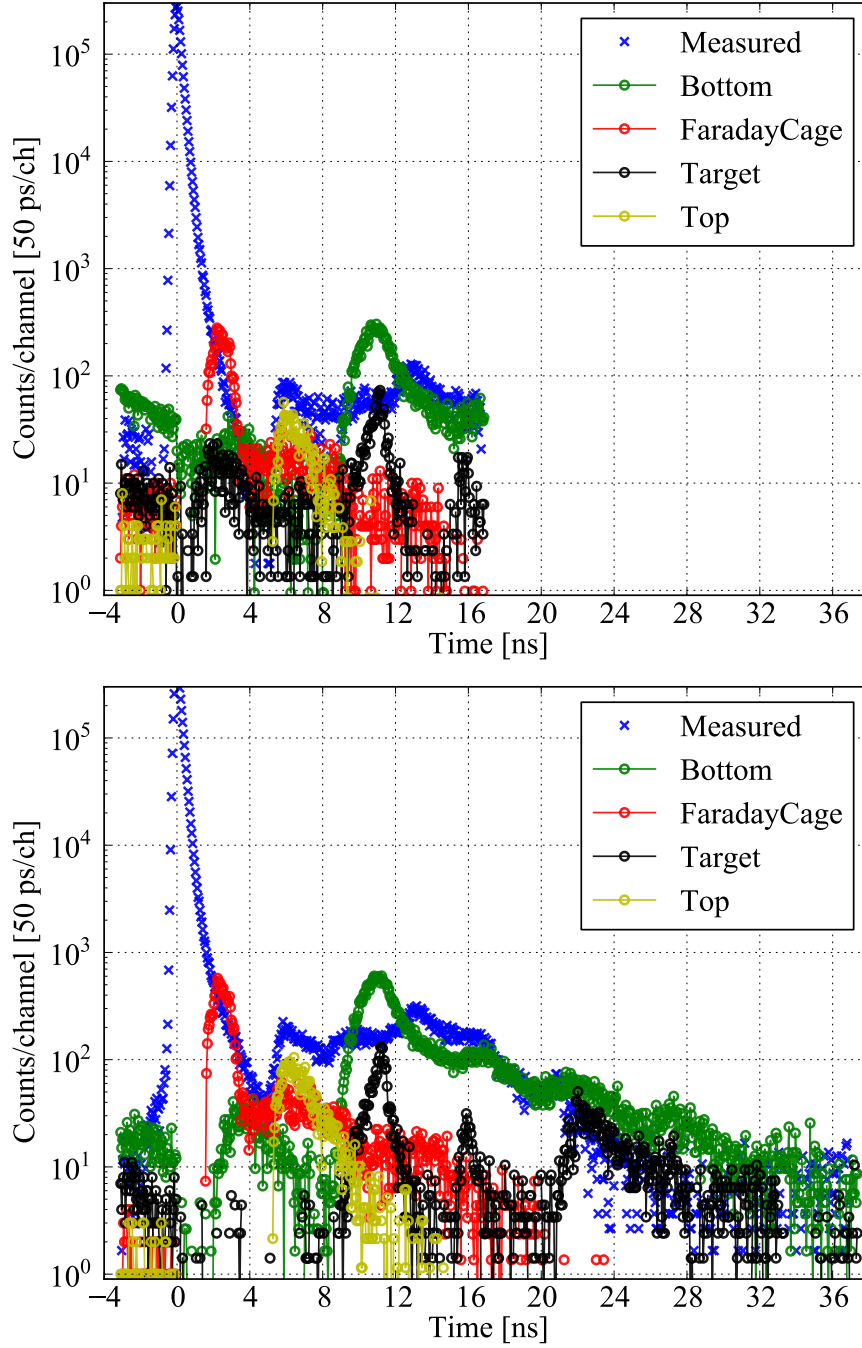 Counts/channel [50 ps/ch]
10^5
10^4
10^3
10^2
10^1
10^0
Measured
Bottom
FaradayCage
Target
Top
−4 0 4 8 12 16 20 24 28 32 36
Time [ns]
Counts/channel [50 ps/ch]
10^5
10^4
10^3
10^2
10^1
10^0
Measured
Bottom
FaradayCage
Target
Top
−4 0 4 8 12 16 20 24 28 32 36
Time [ns]